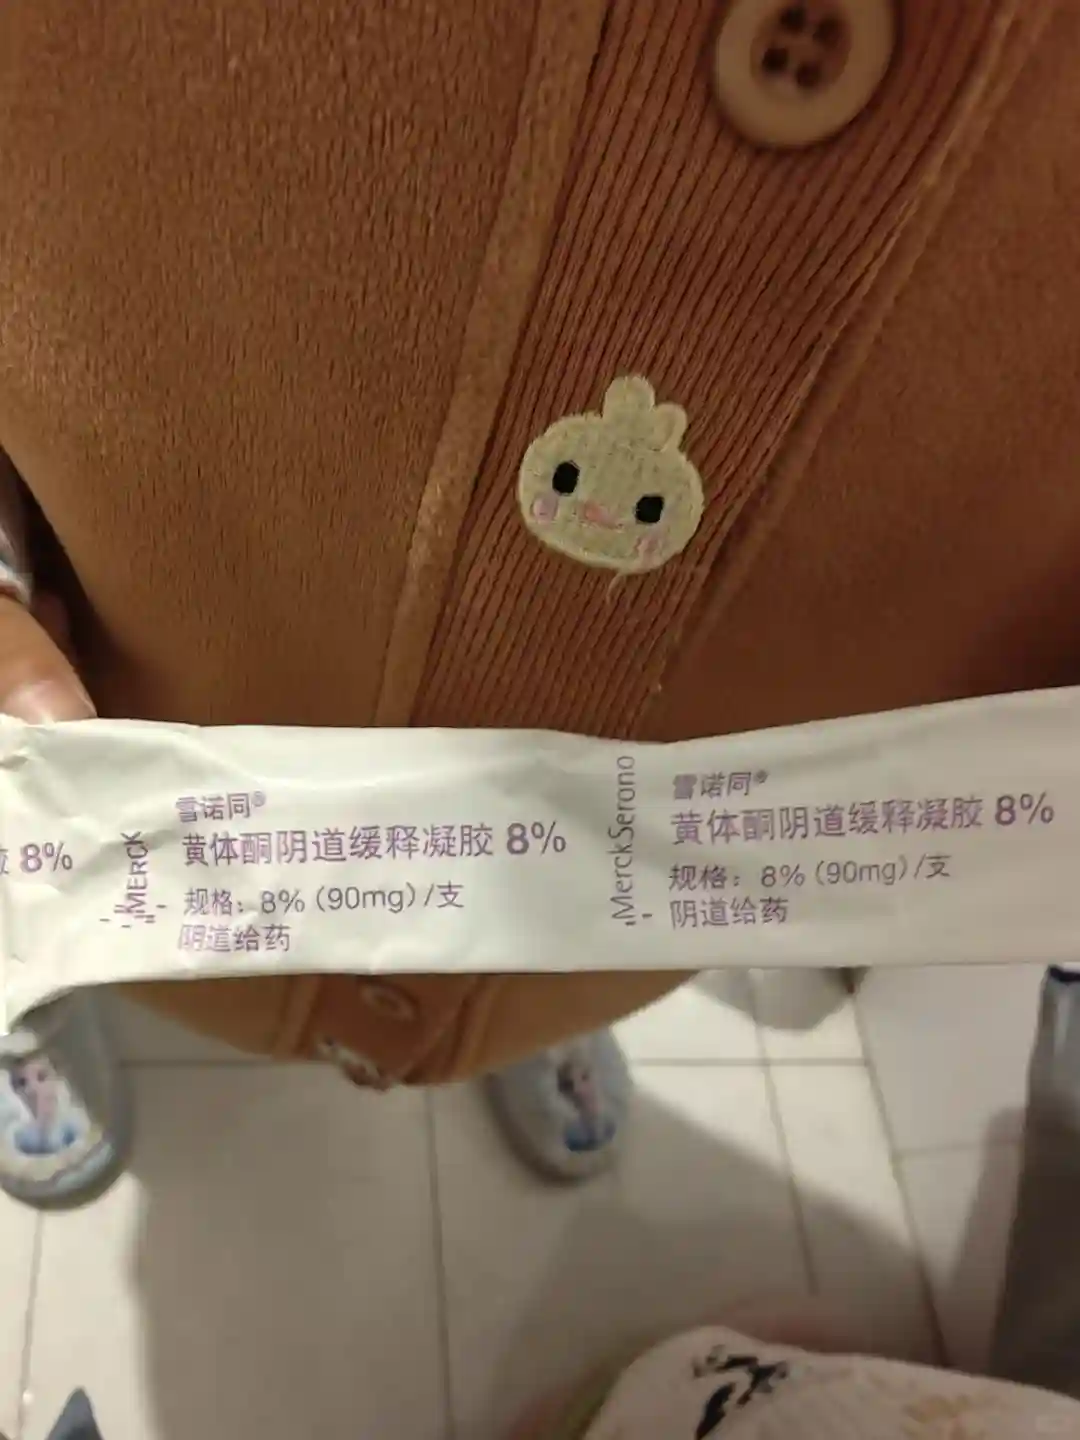 胶 8%
MERCK
雪诺同®
黄体酮阴道缓释凝胶 8%
规格：8%（90mg）/支
阴道给药
MerckSerono
雪诺同®
黄体酮阴道缓释凝胶 8%
规格：8%（90mg）/支
阴道给药